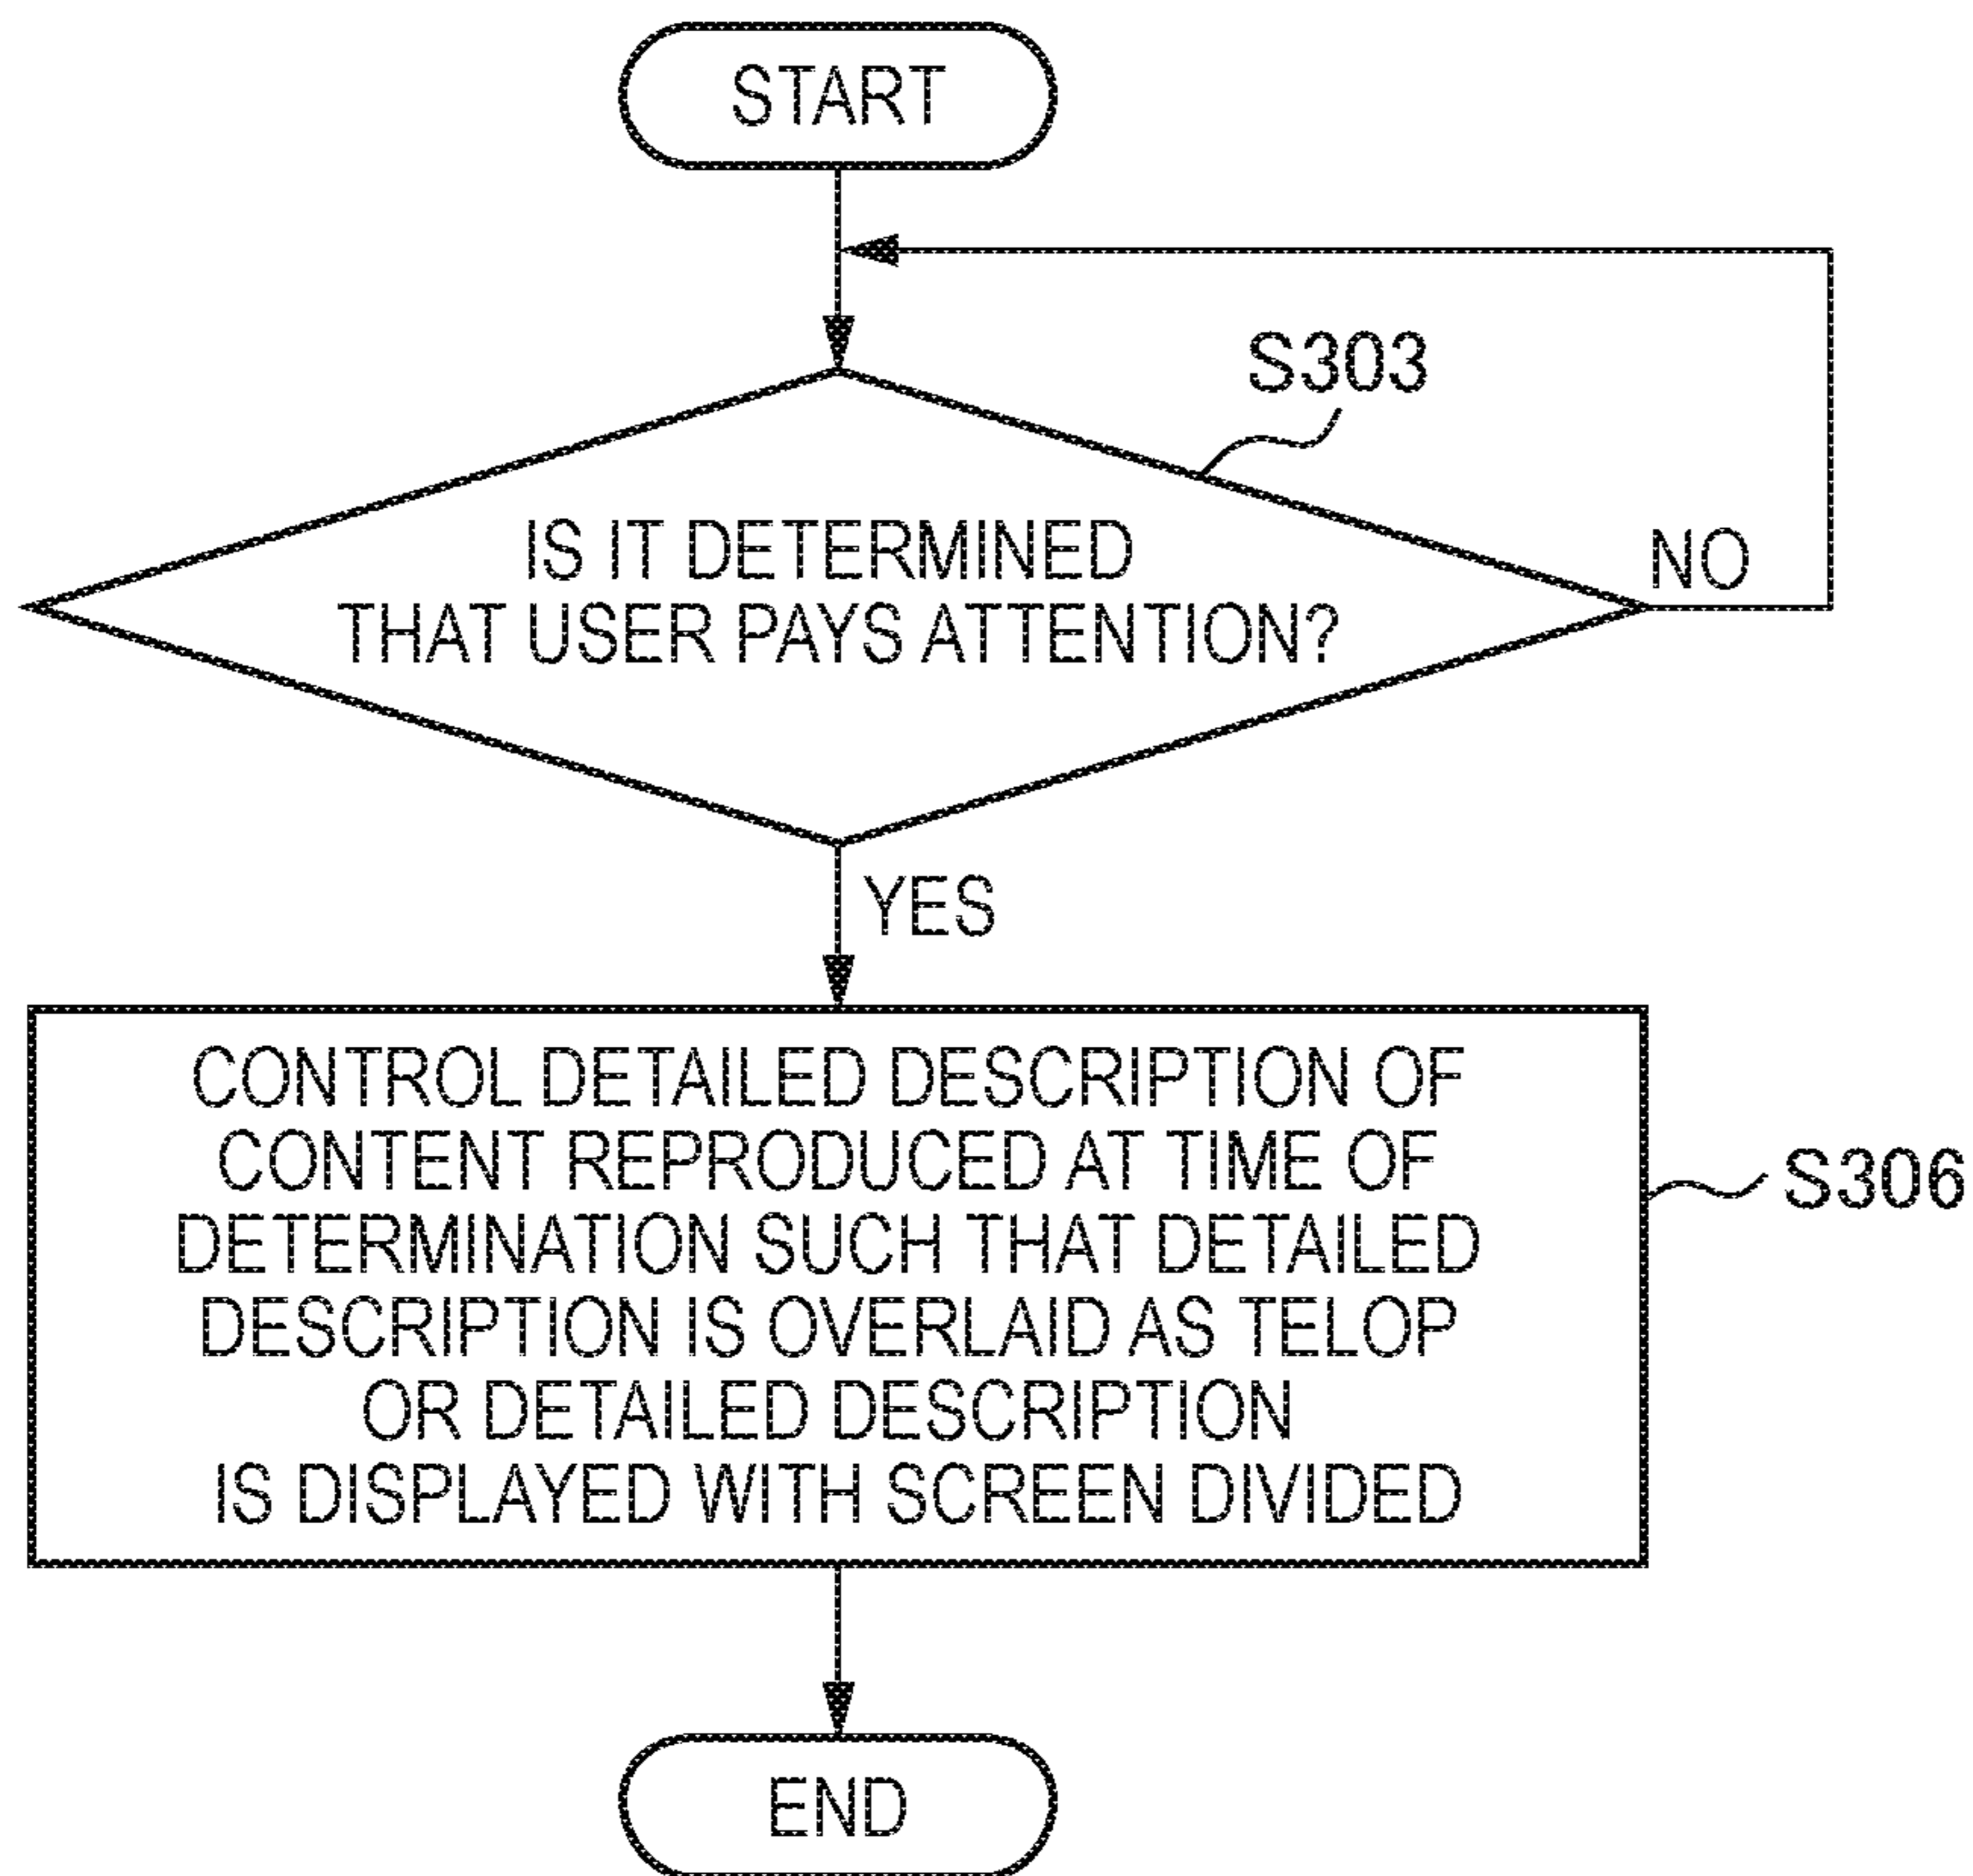 START
S303
IS IT DETERMINED
THAT USER PAYS ATTENTION?
NO
YES
CONTROL DETAILED DESCRIPTION OF
CONTENT REPRODUCED AT TIME OF
DETERMINATION SUCH THAT DETAILED
DESCRIPTION IS OVERLAID AS TELOP
OR DETAILED DESCRIPTION
IS DISPLAYED WITH SCREEN DIVIDED
S306
END